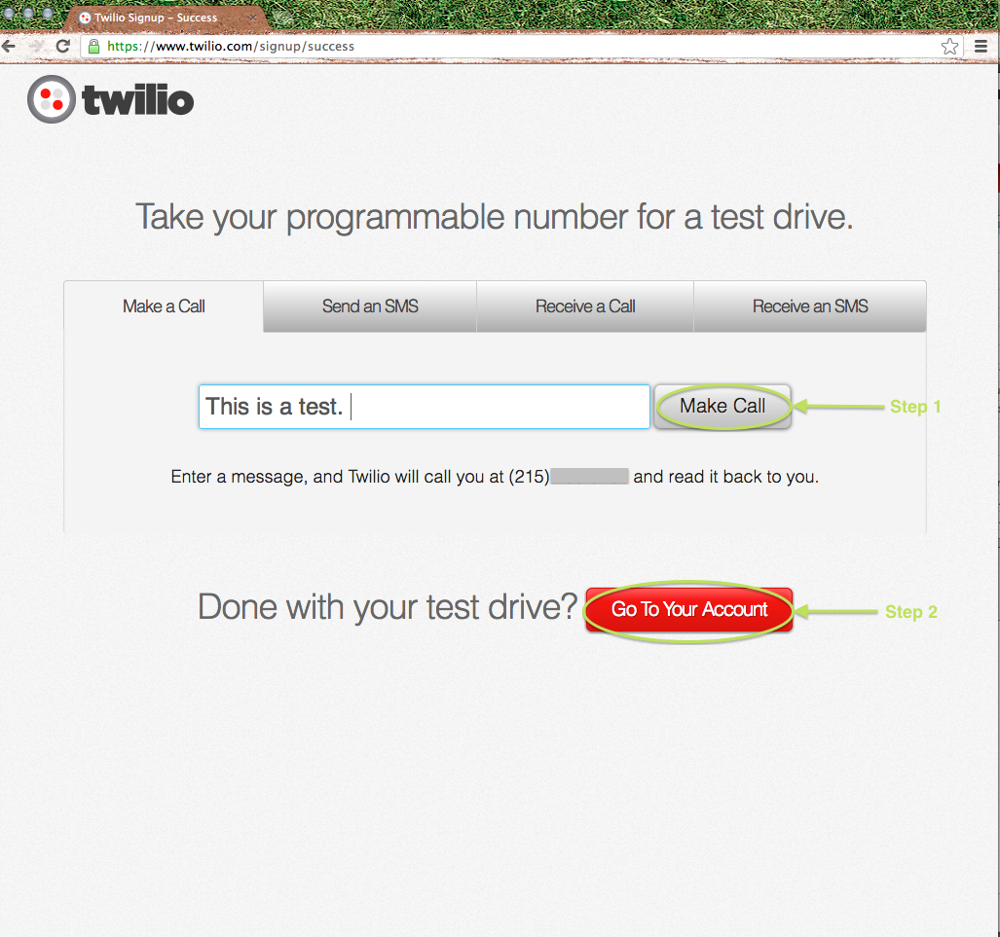 Twilio Signup – Success
https://www.twilio.com/signup/success
twilio
Take your programmable number for a test drive.
Make a Call
Send an SMS
Receive a Call
Receive an SMS
This is a test.
Make Call
Step 1
Enter a message, and Twilio will call you at (215) and read it back to you.
Done with your test drive?
Go To Your Account
Step 2